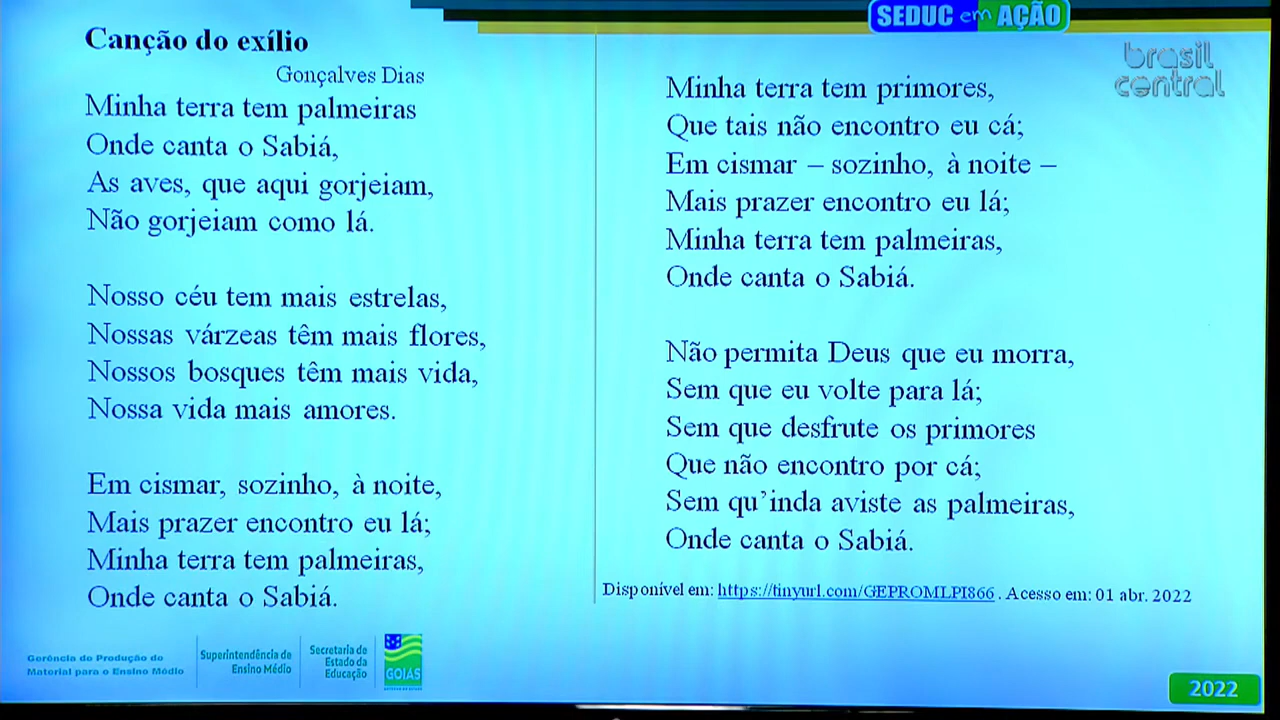 SEDUC em AÇÃO
brasil
central
Canção do exílio
Gonçalves Dias
Minha terra tem palmeiras
Onde canta o Sabiá,
As aves, que aqui gorjeiam,
Não gorjeiam como lá.
Nosso céu tem mais estrelas,
Nossas várzeas têm mais flores,
Nossos bosques têm mais vida,
Nossa vida mais amores.
Em cismar, sozinho, à noite,
Mais prazer encontro eu lá;
Minha terra tem palmeiras,
Onde canta o Sabiá.
Minha terra tem primores,
Que tais não encontro eu cá;
Em cismar – sozinho, à noite –
Mais prazer encontro eu lá;
Minha terra tem palmeiras,
Onde canta o Sabiá.
Não permita Deus que eu morra,
Sem que eu volte para lá;
Sem que desfrute os primores
Que não encontro por cá;
Sem qu’inda aviste as palmeiras,
Onde canta o Sabiá.
Disponível em: https://tinyurl.com/GEPROMLPI866 . Acesso em: 01 abr. 2022
Gerência de Produção de
Material para o Ensino Médio
Superintendência de
Ensino Médio
Secretaria de
Estado da
Educação
GOIÁS
2022